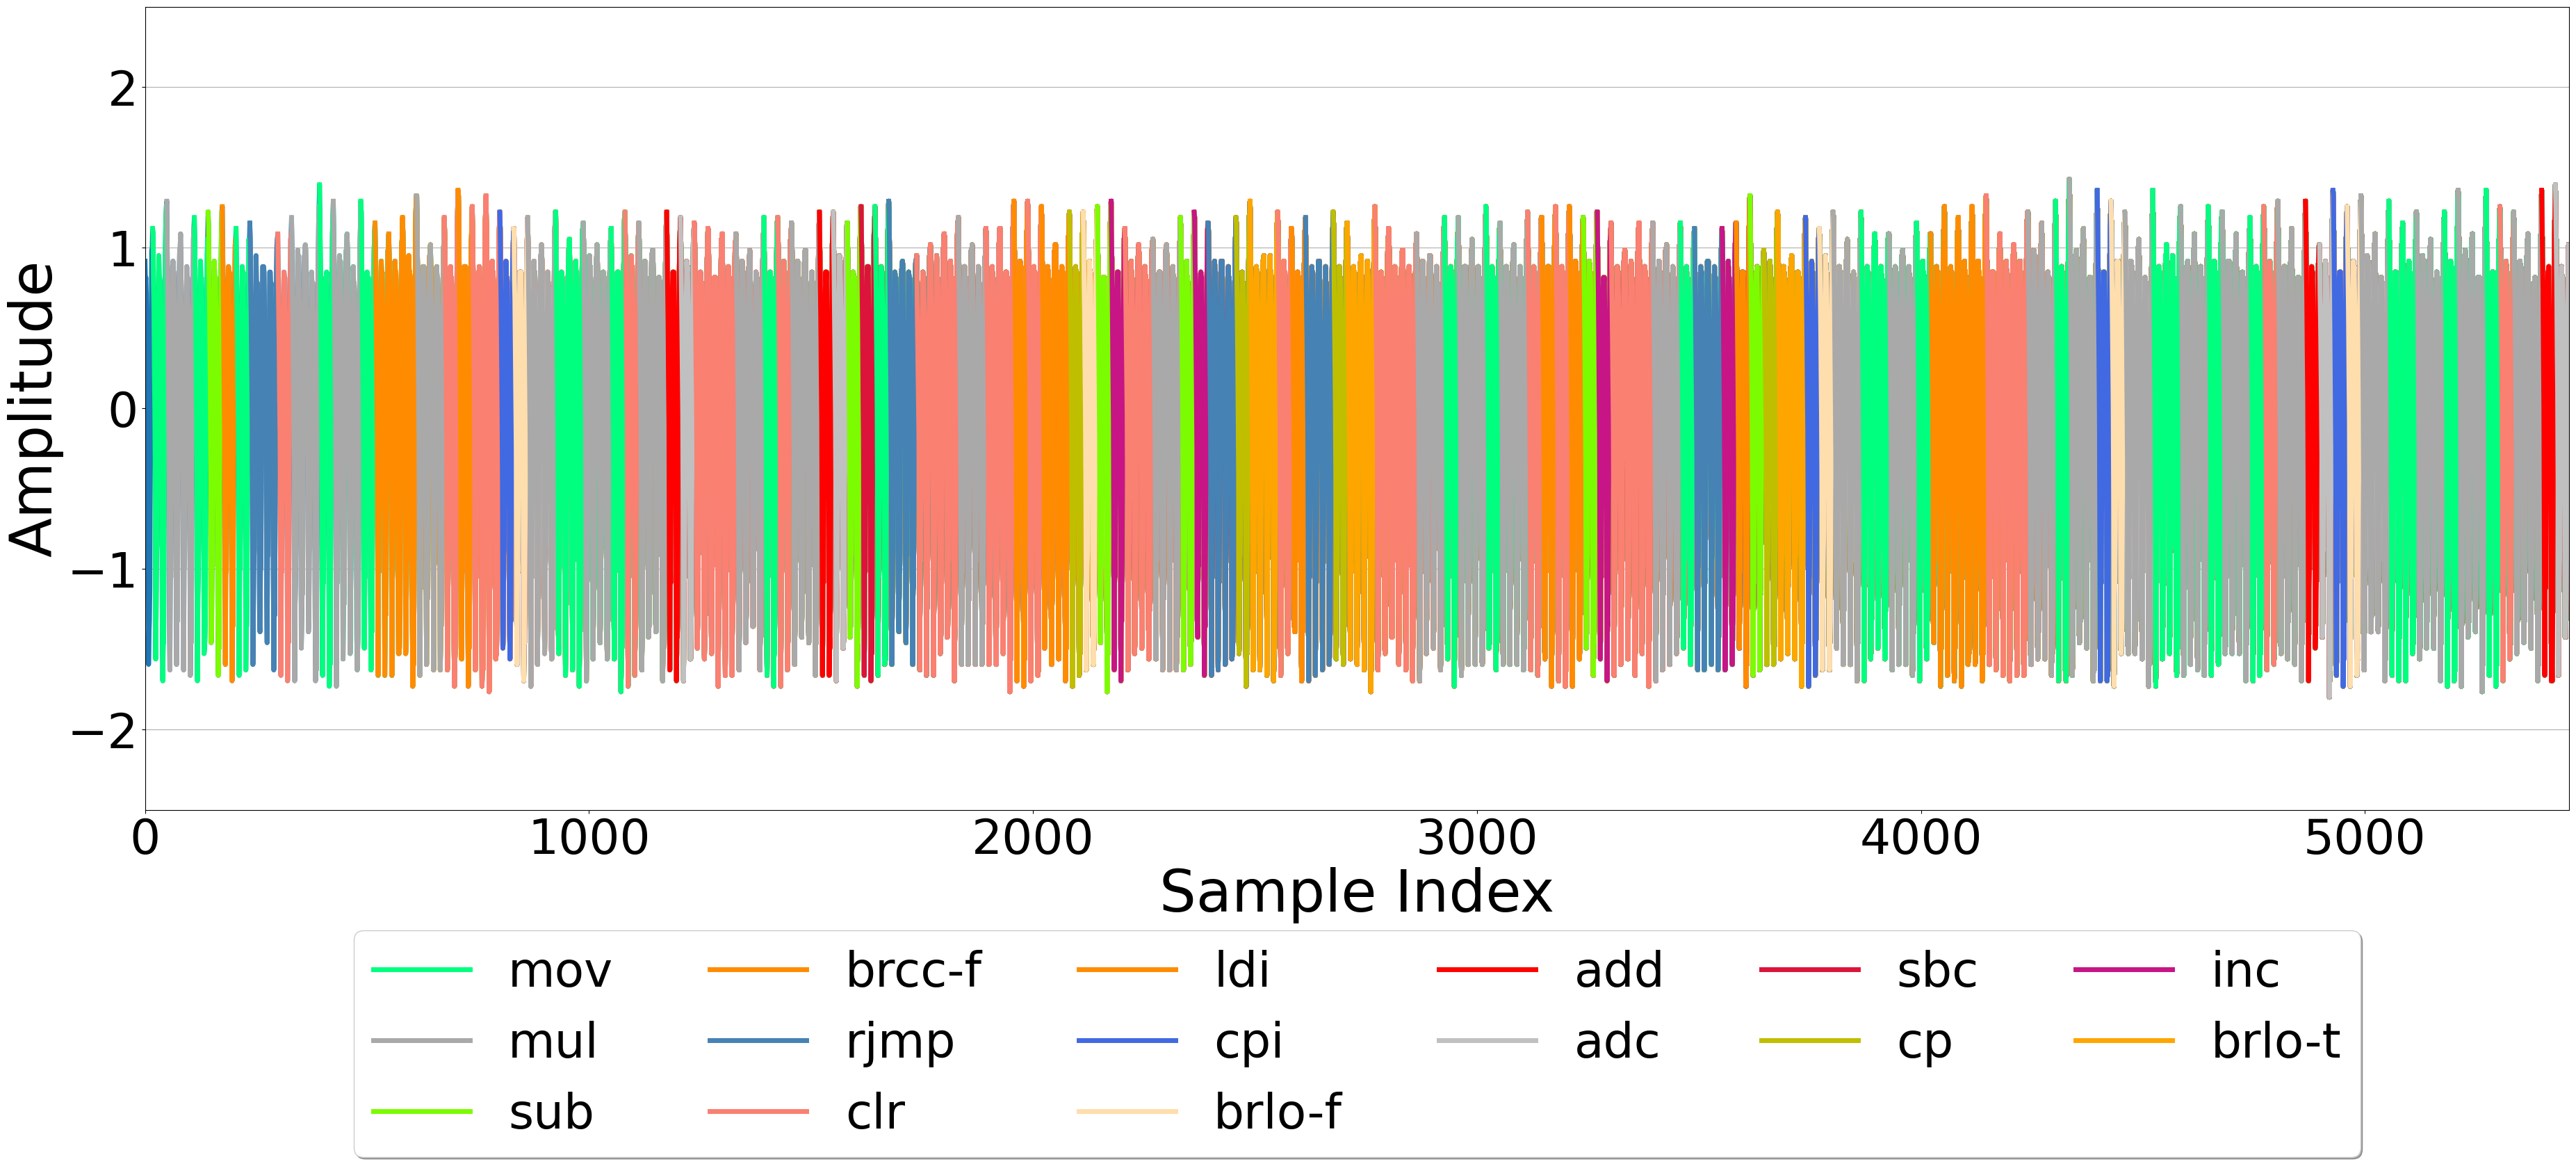 2
1
0
−1
−2
Amplitude
0 1000 2000 3000 4000 5000
Sample Index
mov brcc-f ldi add sbc inc
mul rjmp cpi adc cp brlo-t
sub clr brlo-f